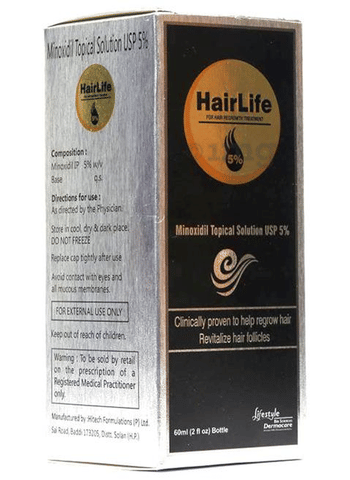 Minoxidil Topical Solution USP 5%
HairLife
5%
Composition :
Minoxidil IP 5% w/v
Base q.s.
Directions for use :
As directed by the Physician.
Store in cool, dry & dark place.
DO NOT FREEZE
Replace cap tightly after use
Avoid contact with eyes and
all mucous membranes.
FOR EXTERNAL USE ONLY
Keep out of reach of children.
Warning : To be sold by retail
on the prescription of a
Registered Medical Practitioner
only.
Manufactured by :Hitech Formulations (P) Ltd.
Sai Road, Baddi 173205, Distt. Solan (H.P.)
HairLife
FOR HAIR REGROWTH TREATMENT
5%
Minoxidil Topical Solution USP 5%
Clinically proven to help regrow hair
Revitalize hair follicles
60ml (2 fl oz) Bottle
Lifestyle
Dermacare